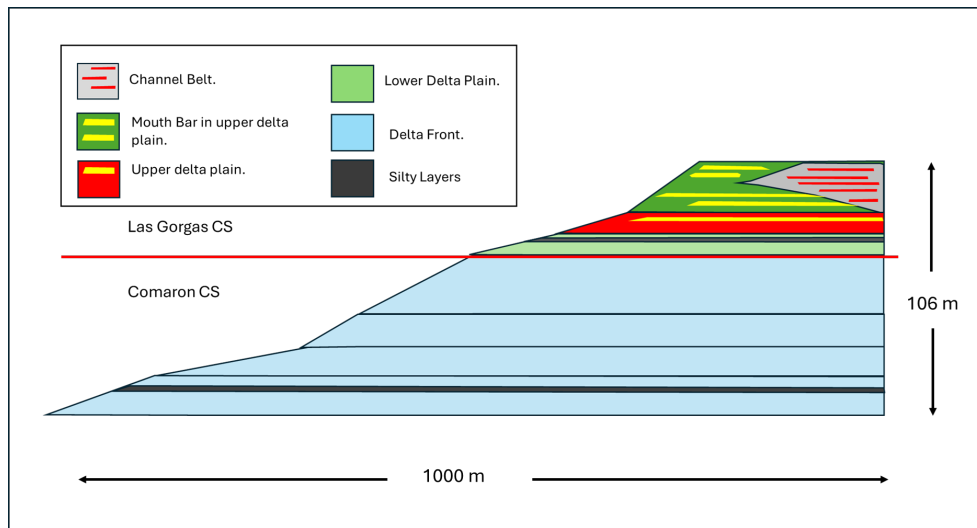 Channel Belt.
Mouth Bar in upper delta
plain.
Upper delta plain.
Lower Delta Plain.
Delta Front.
Silty Layers
Las Gorgas CS
Comaron CS
106 m
1000 m